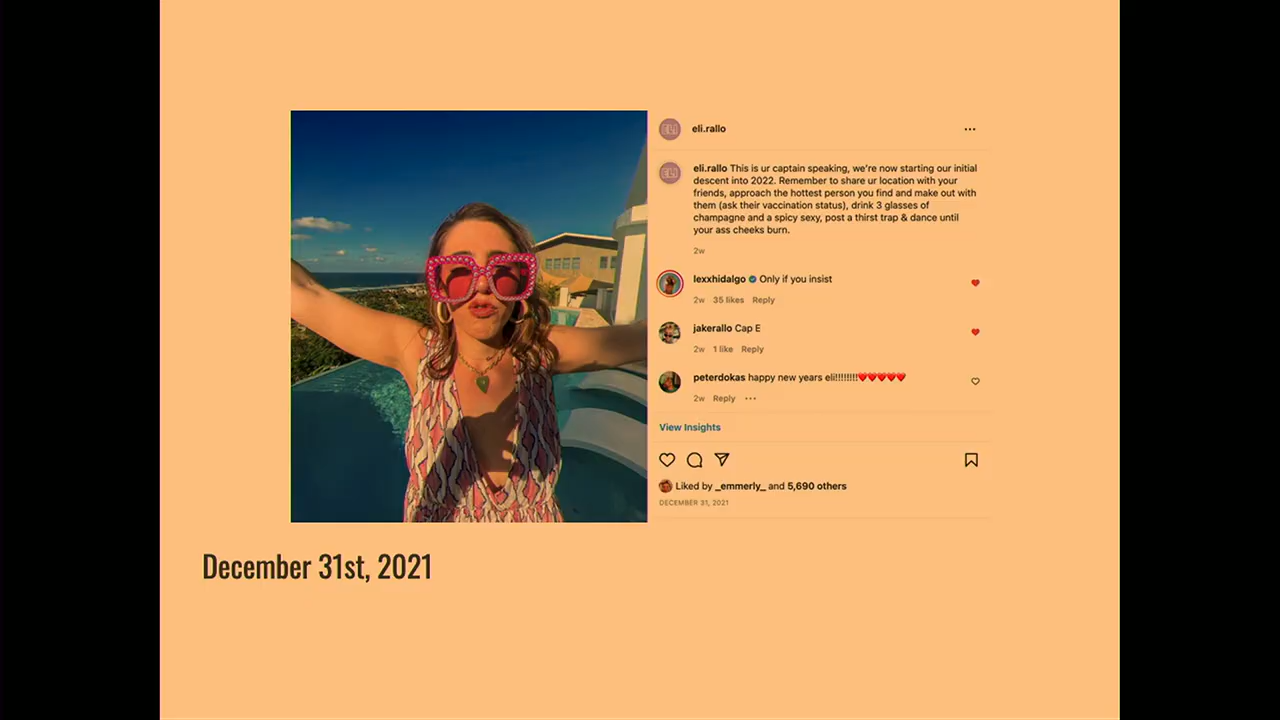 ELI eli.rallo
ELI eli.rallo This is ur captain speaking, we're now starting our initial
descent into 2022. Remember to share ur location with your
friends, approach the hottest person you find and make out with
them (ask their vaccination status), drink 3 glasses of
champagne and a spicy sexy, post a thirst trap & dance until
your ass cheeks burn.
2w
lexxhidalgo Only if you insist
2w 35 likes Reply
jakerallo Cap E
2w 1 like Reply
peterdokas happy new years eli!!!!!!!!❤️❤️❤️❤️❤️
2w Reply ...
View Insights
Liked by _emmerly_ and 5,690 others
DECEMBER 31, 2021
December 31st, 2021